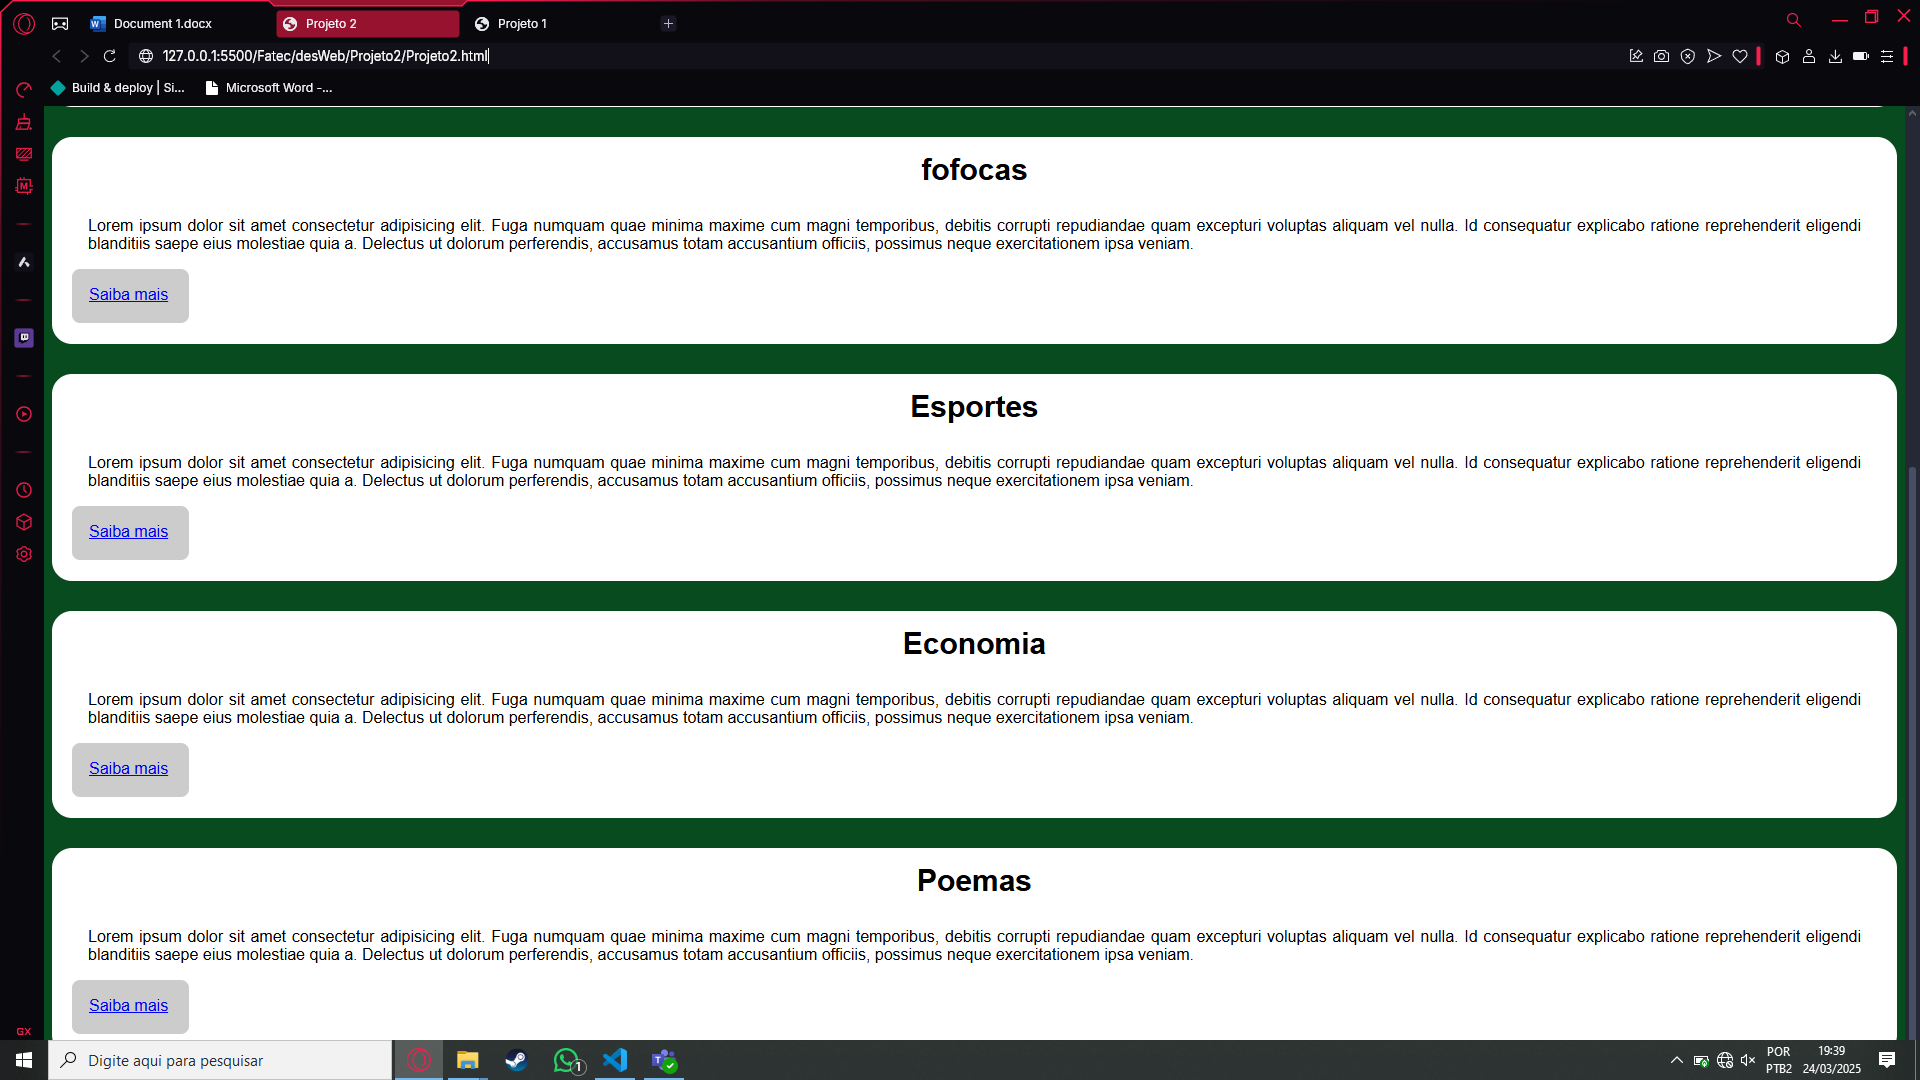 Document 1.docx
Projeto 2
Projeto 1
127.0.0.1:5500/Fatec/desWeb/Projeto2/Projeto2.html
Build & deploy | Si...
Microsoft Word -...
fofocas
Lorem ipsum dolor sit amet consectetur adipisicing elit. Fuga numquam quae minima maxime cum magni temporibus, debitis corrupti repudiandae quam excepturi voluptas aliquam vel nulla. Id consequatur explicabo ratione reprehenderit eligendi
blanditiis saepe eius molestiae quia a. Delectus ut dolorum perferendis, accusamus totam accusantium officiis, possimus neque exercitationem ipsa veniam.
Saiba mais
Esportes
Lorem ipsum dolor sit amet consectetur adipisicing elit. Fuga numquam quae minima maxime cum magni temporibus, debitis corrupti repudiandae quam excepturi voluptas aliquam vel nulla. Id consequatur explicabo ratione reprehenderit eligendi
blanditiis saepe eius molestiae quia a. Delectus ut dolorum perferendis, accusamus totam accusantium officiis, possimus neque exercitationem ipsa veniam.
Saiba mais
Economia
Lorem ipsum dolor sit amet consectetur adipisicing elit. Fuga numquam quae minima maxime cum magni temporibus, debitis corrupti repudiandae quam excepturi voluptas aliquam vel nulla. Id consequatur explicabo ratione reprehenderit eligendi
blanditiis saepe eius molestiae quia a. Delectus ut dolorum perferendis, accusamus totam accusantium officiis, possimus neque exercitationem ipsa veniam.
Saiba mais
Poemas
Lorem ipsum dolor sit amet consectetur adipisicing elit. Fuga numquam quae minima maxime cum magni temporibus, debitis corrupti repudiandae quam excepturi voluptas aliquam vel nulla. Id consequatur explicabo ratione reprehenderit eligendi
blanditiis saepe eius molestiae quia a. Delectus ut dolorum perferendis, accusamus totam accusantium officiis, possimus neque exercitationem ipsa veniam.
Saiba mais
GX
Digite aqui para pesquisar
1
POR
PTB2
19:39
24/03/2025